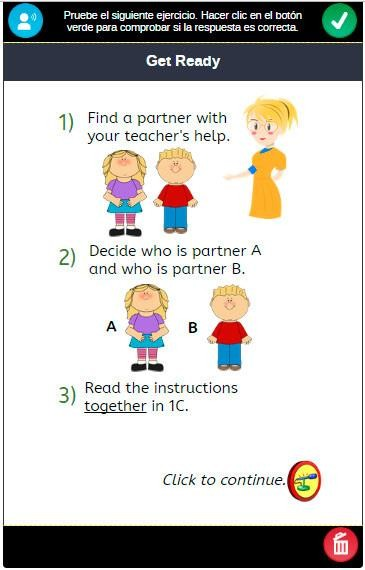 Pruebe el siguiente ejercicio. Hacer clic en el botón
verde para comprobar si la respuesta es correcta.
Get Ready
1) Find a partner with
your teacher's help.
2) Decide who is partner A
and who is partner B.
A B
3) Read the instructions
together in 1C.
Click to continue.